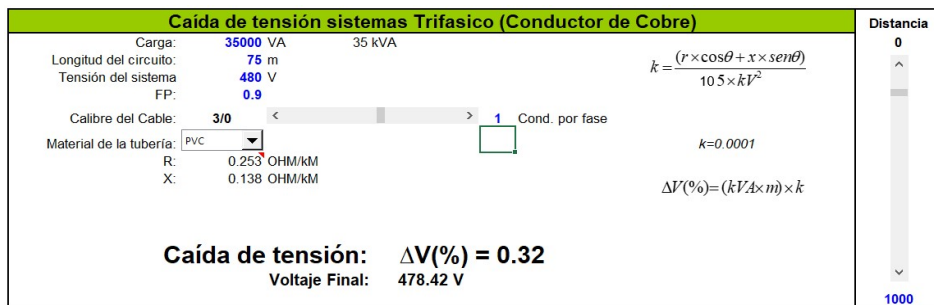 Caída de tensión sistemas Trifasico (Conductor de Cobre)
Distancia
0
Carga: 35000 VA 35 kVA
Longitud del circuito: 75 m
Tensión del sistema 480 V
FP: 0.9
k = (r×cosθ + x×senθ) / 105×kV²
Calibre del Cable: 3/0 1 Cond. por fase
Material de la tubería: PVC
k=0.0001
R: 0.253 OHM/kM
X: 0.138 OHM/kM
ΔV(%)=(kVA×m)×k
Caída de tensión: ΔV(%) = 0.32
Voltaje Final: 478.42 V
1000